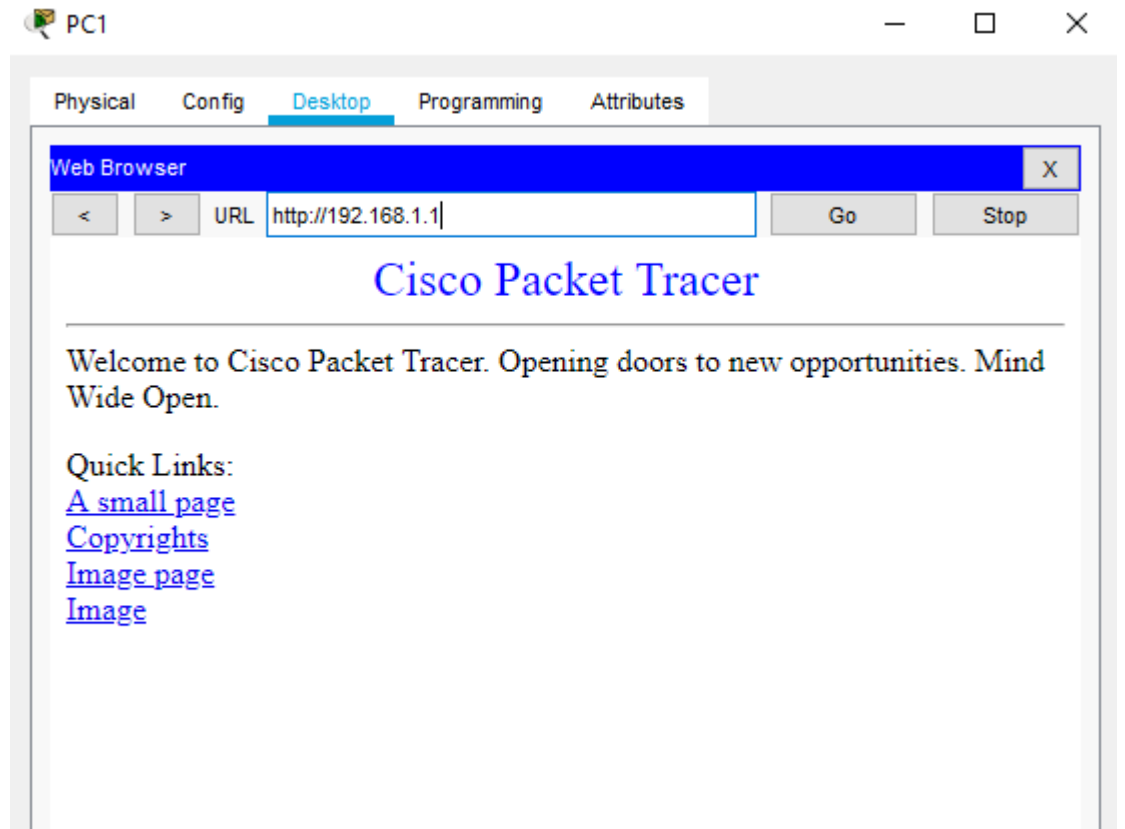 PC1
Physical Config Desktop Programming Attributes
Web Browser X
< > URL http://192.168.1.1 Go Stop
Cisco Packet Tracer
Welcome to Cisco Packet Tracer. Opening doors to new opportunities. Mind
Wide Open.
Quick Links:
A small page
Copyrights
Image page
Image